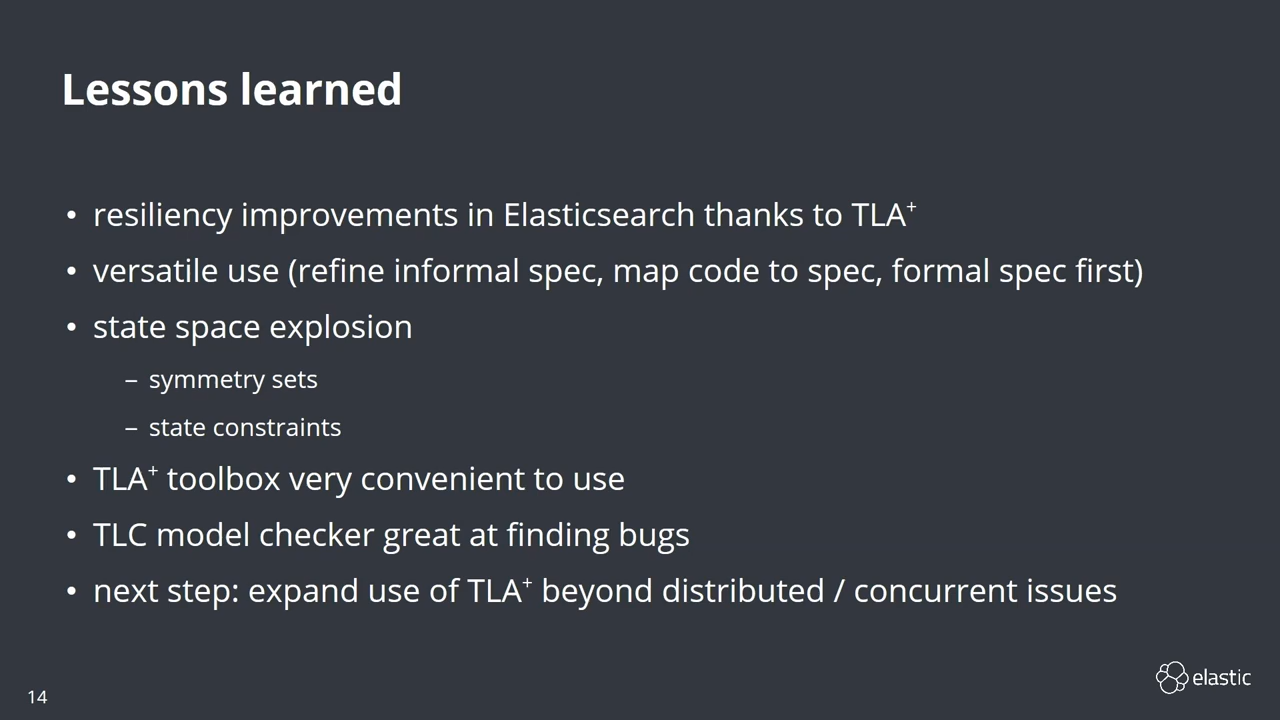 Lessons learned
• resiliency improvements in Elasticsearch thanks to TLA⁺
• versatile use (refine informal spec, map code to spec, formal spec first)
• state space explosion
– symmetry sets
– state constraints
• TLA⁺ toolbox very convenient to use
• TLC model checker great at finding bugs
• next step: expand use of TLA⁺ beyond distributed / concurrent issues
elastic
14